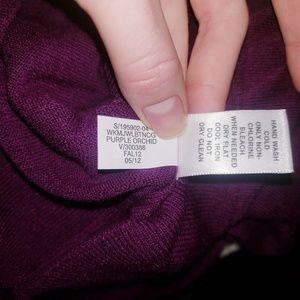 S/195902-04
WKMJWLBTNCG
PURPLE ORCHID
V/300388
FAL12
05/12
HAND WASH
COLD
ONLY NON-
CHLORINE
BLEACH
WHEN NEEDED
DRY FLAT
COOL IRON
DO NOT
DRY CLEAN